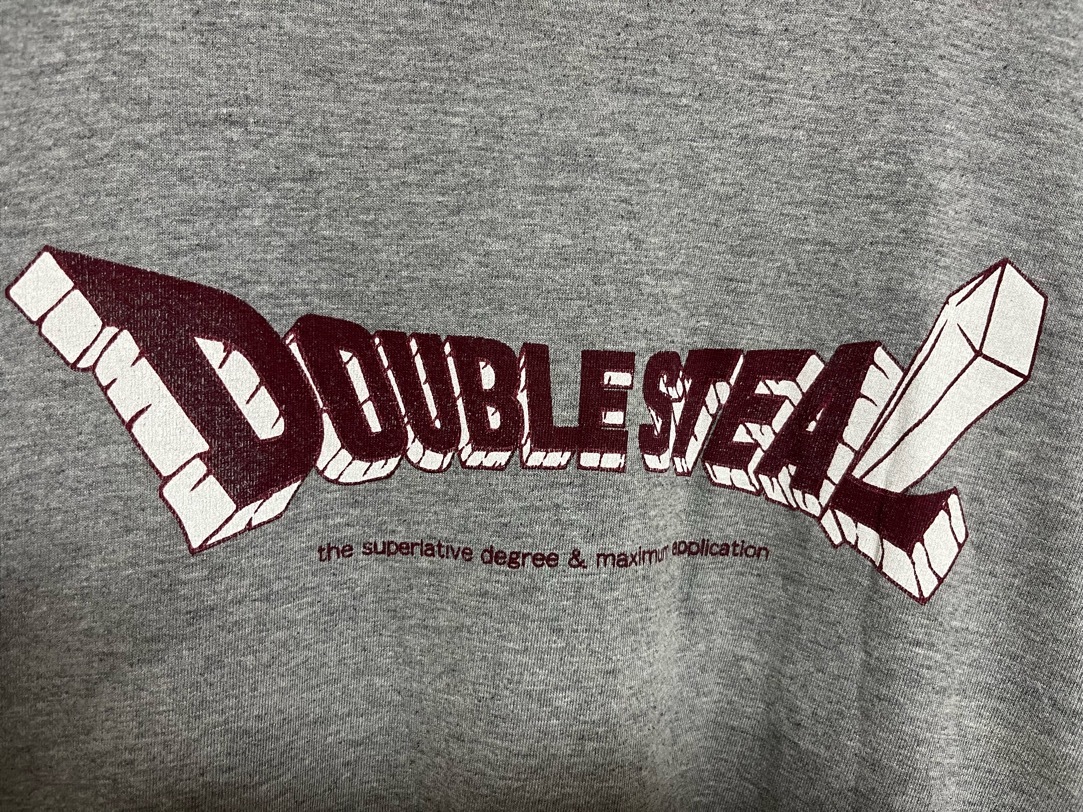 DOUBLE STEAL
the superlative degree & maximum application